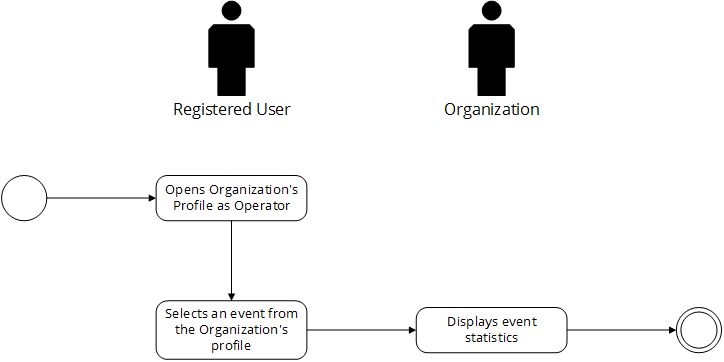 Registered User
Organization
Opens Organization's
Profile as Operator
Selects an event from
the Organization's
profile
Displays event
statistics